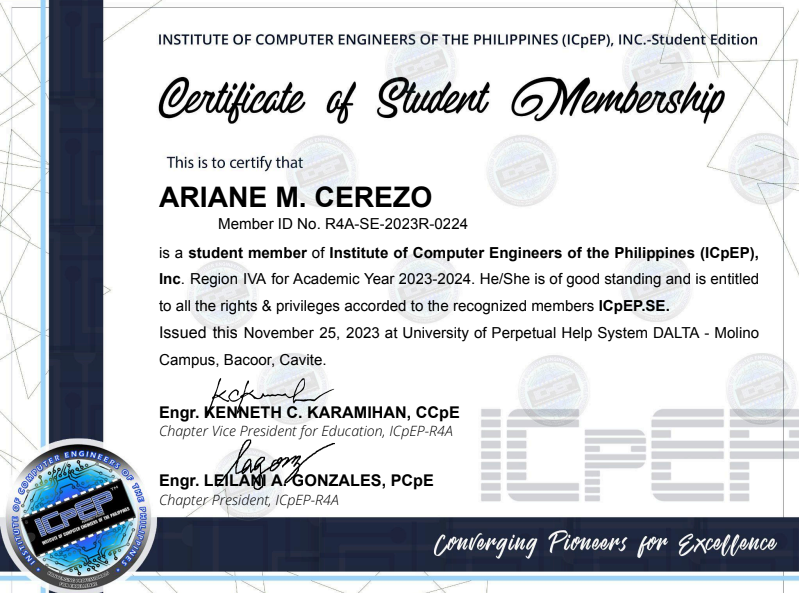 INSTITUTE OF COMPUTER ENGINEERS OF THE PHILIPPINES (ICpEP), INC.-Student Edition
Certificate of Student Membership
This is to certify that
ARIANE M. CEREZO
Member ID No. R4A-SE-2023R-0224
is a student member of Institute of Computer Engineers of the Philippines (ICpEP),
Inc. Region IVA for Academic Year 2023-2024. He/She is of good standing and is entitled
to all the rights & privileges accorded to the recognized members ICpEP.SE.
Issued this November 25, 2023 at University of Perpetual Help System DALTA - Molino
Campus, Bacoor, Cavite.
Engr. KENNETH C. KARAMIHAN, CCpE
Chapter Vice President for Education, ICpEP-R4A
Engr. LEILANI A. GONZALES, PCpE
Chapter President, ICpEP-R4A
ICpEP
INSTITUTE OF COMPUTER ENGINEERS OF THE PHILIPPINES
ICpEP™
INSTITUTE OF COMPUTER ENGINEERS OF THE PHILIPPINES
CONVERGING PROFESSIONALS
FOR EXCELLENCE
Converging Pioneers for Excellence